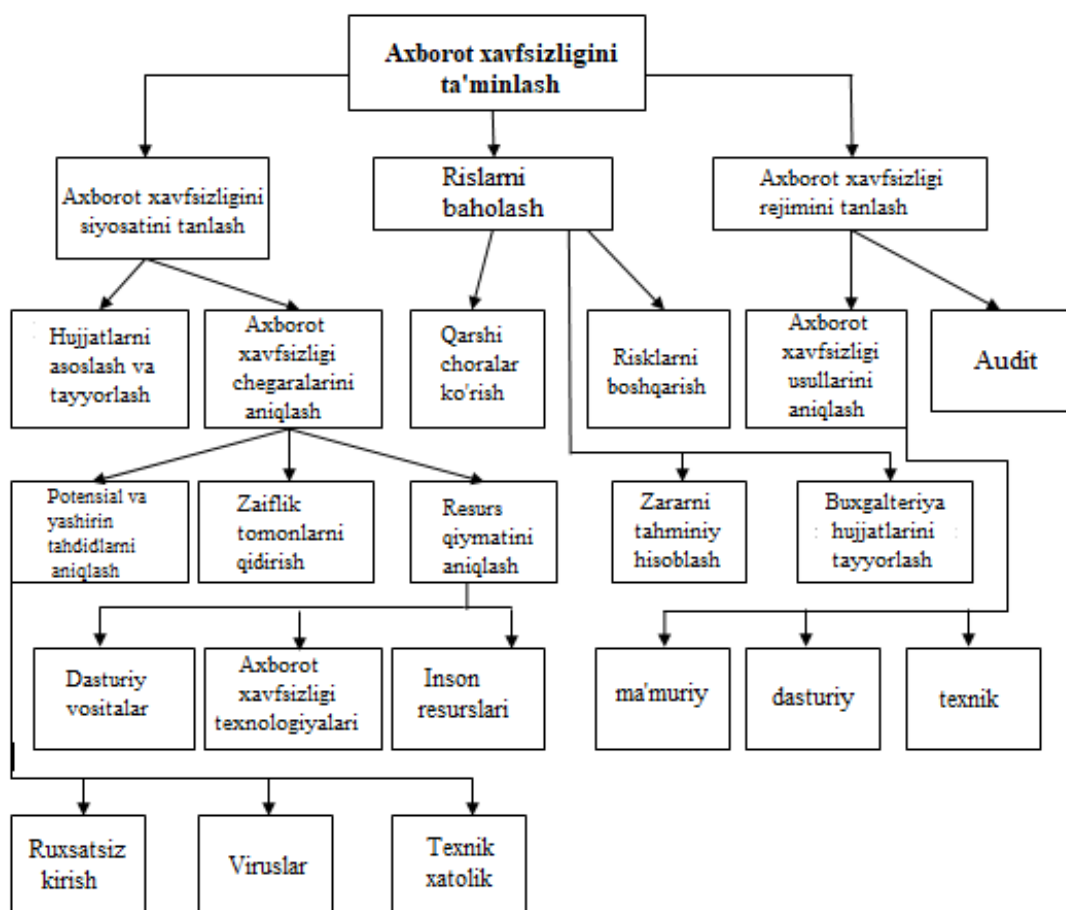 Axborot xavfsizligini
ta'minlash
Axborot xavfsizligini
siyosatini tanlash
Rislarni
baholash
Axborot xavfsizligi
rejimini tanlash
Hujjatlarni
asoslash va
tayyorlash
Axborot
xavfsizligi
chegaralarini
aniqlash
Qarshi
choralar
ko'rish
Risklarni
boshqarish
Axborot
xavfsizligi
usullarini
aniqlash
Audit
Potensial va
yashirin
tahdidlarni
aniqlash
Zaiflik
tomonlarni
qidirish
Resurs
qiymatini
aniqlash
Zararni
tahminiy
hisoblash
Buxgalteriya
hujjatlarini
tayyorlash
Dasturiy
vositalar
Axborot
xavfsizligi
texnologiyalari
Inson
resurslari
ma'muriy
dasturiy
texnik
Ruxsatsiz
kirish
Viruslar
Texnik
xatolik